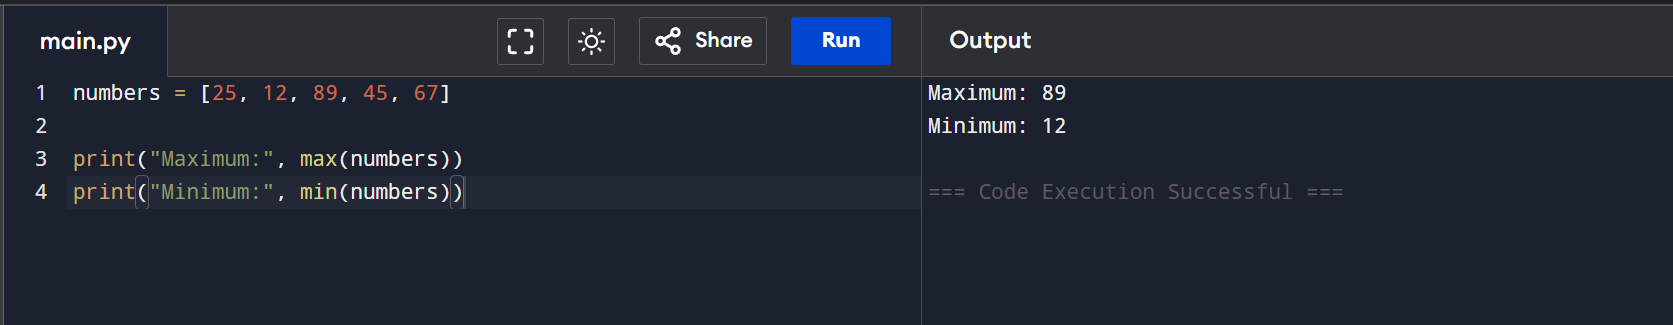 main.py
Share
Run
Output
1 numbers = [25, 12, 89, 45, 67]
2
3 print("Maximum:", max(numbers))
4 print("Minimum:", min(numbers))
Maximum: 89
Minimum: 12
=== Code Execution Successful ===